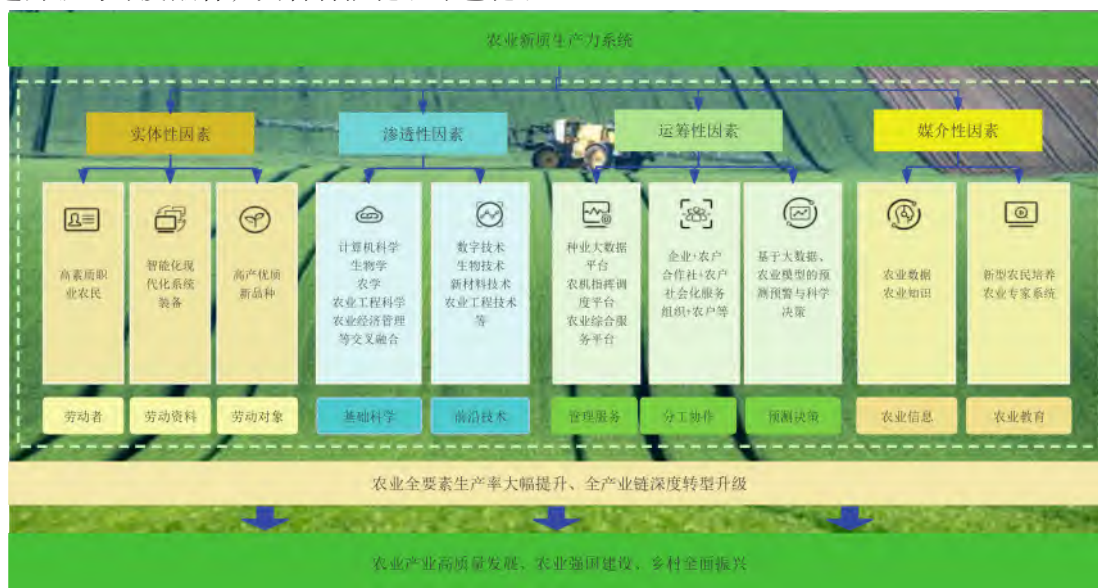 农业新质生产力系统
实体性因素
渗透性因素
运筹性因素
媒介性因素
高素质职
业农民
智能化现
代化系统
装备
高产优质
新品种
计算机科学
生物学
农学
农业工程科学
农业经济管理
等交叉融合
数字技术
生物技术
新材料技术
农业工程技术
等
种业大数据
平台
农机指挥调
度平台
农业综合服
务平台
企业+农户
合作社+农户
社会化服务
组织+农户等
基于大数据、
农业模型的预
测预警与科学
决策
农业数据
农业知识
新型农民培养
农业专家系统
劳动者
劳动资料
劳动对象
基础科学
前沿技术
管理服务
分工协作
预测决策
农业信息
农业教育
农业全要素生产率大幅提升、全产业链深度转型升级
农业产业高质量发展、农业强国建设、乡村全面振兴